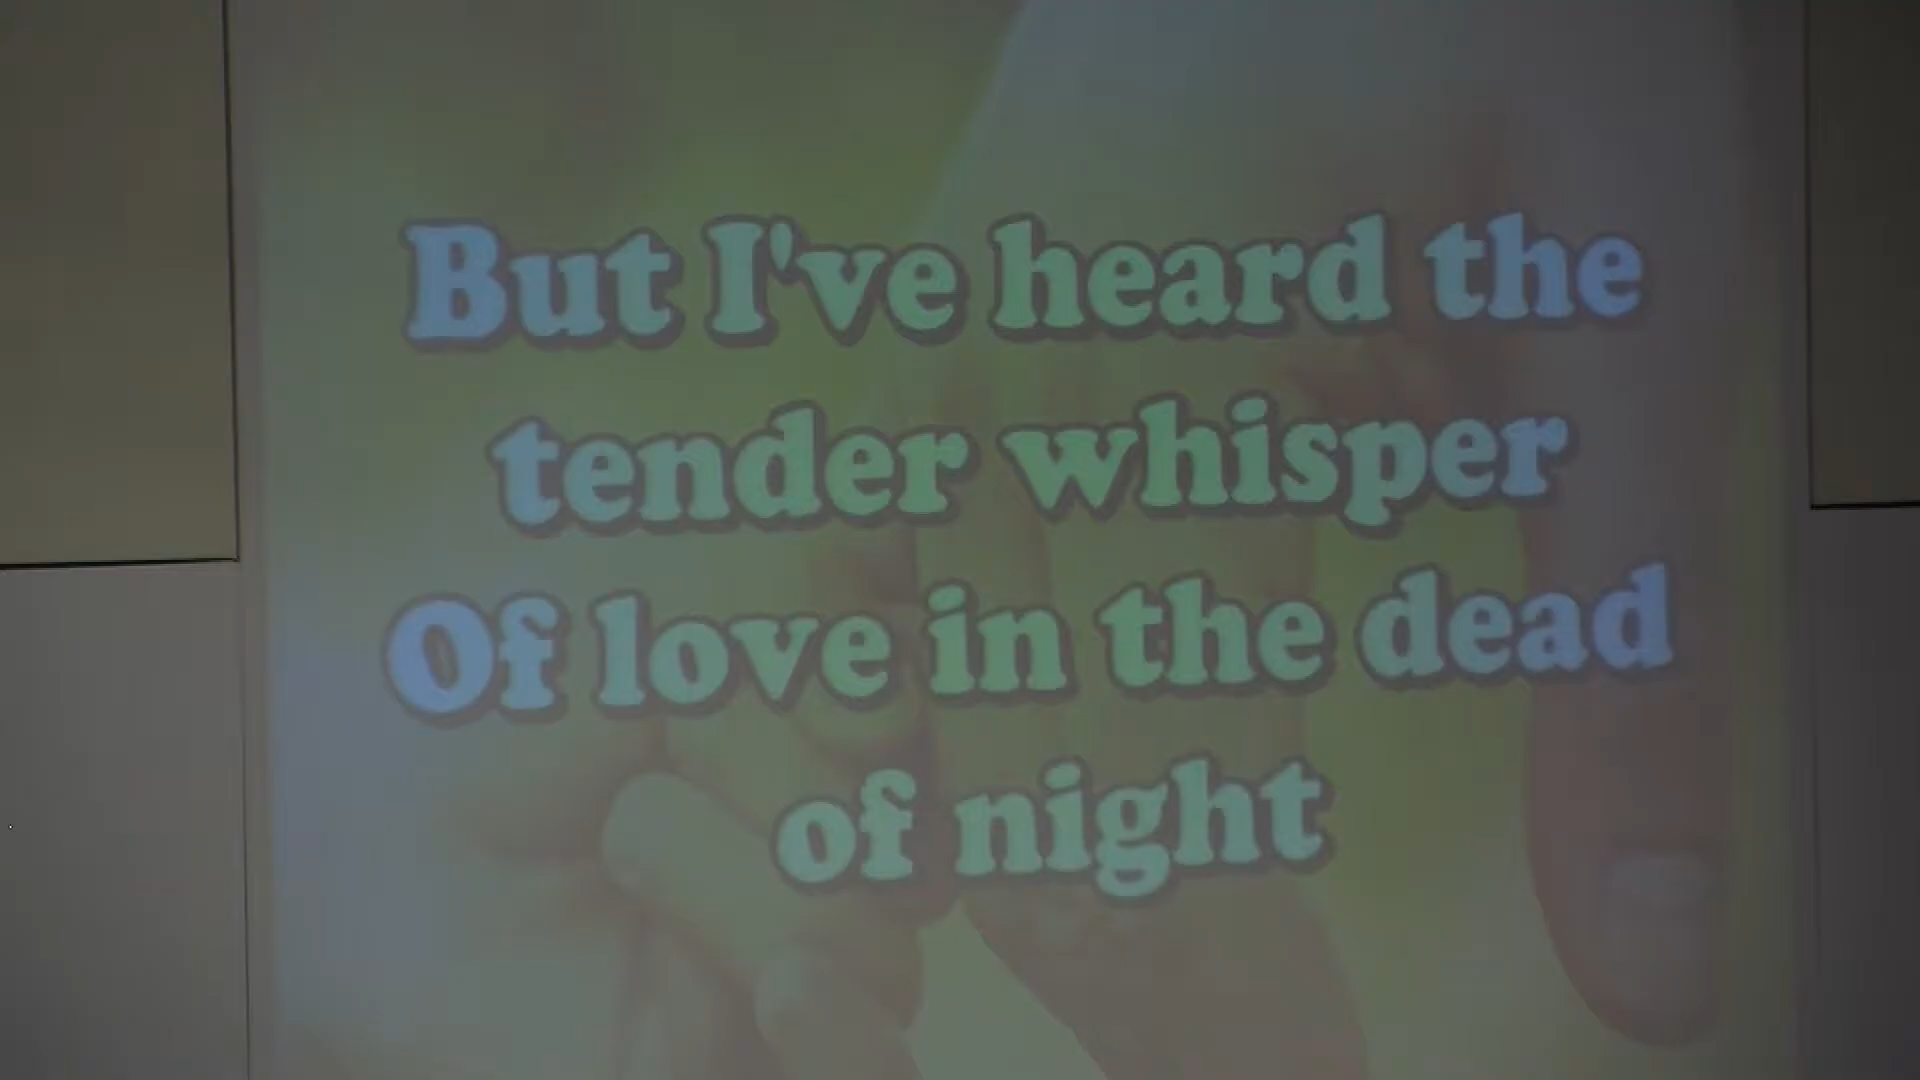 But I've heard the
tender whisper
Of love in the dead
of night